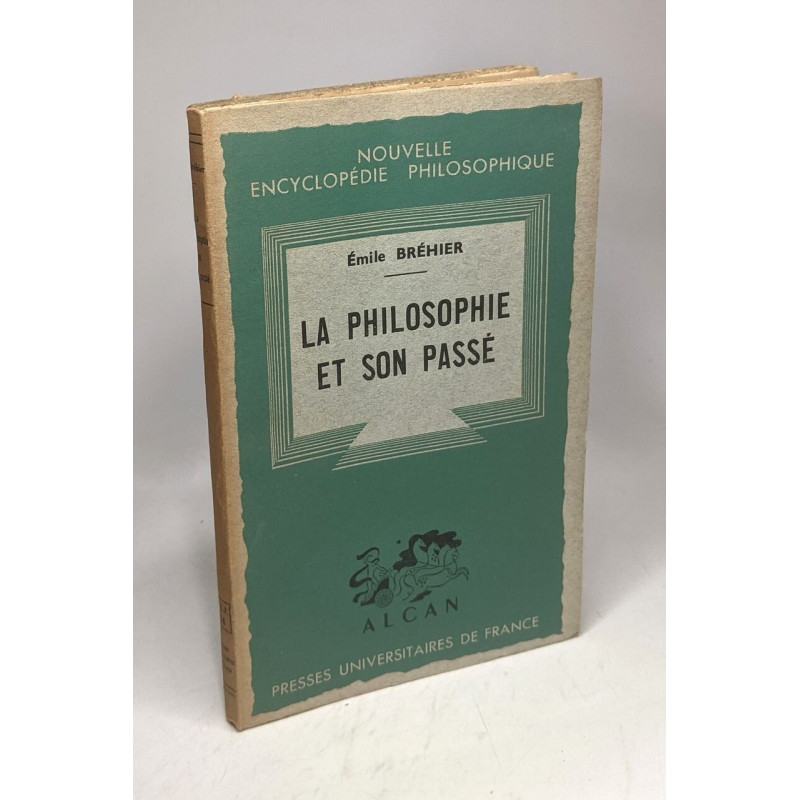 NOUVELLE
ENCYCLOPÉDIE PHILOSOPHIQUE
Émile BRÉHIER
LA PHILOSOPHIE
ET SON PASSÉ
ALCAN
PRESSES UNIVERSITAIRES DE FRANCE